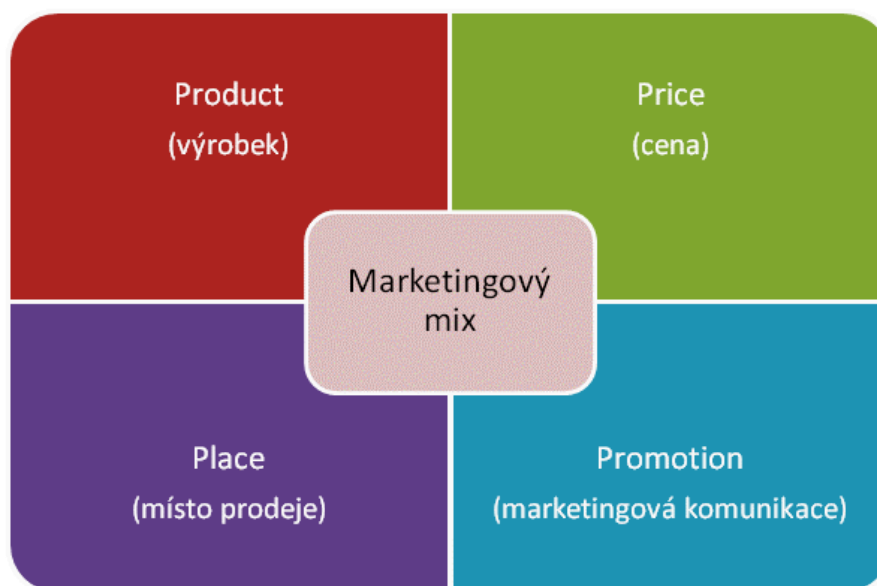 Product
(výrobek)
Price
(cena)
Marketingový
mix
Place
(místo prodeje)
Promotion
(marketingová komunikace)